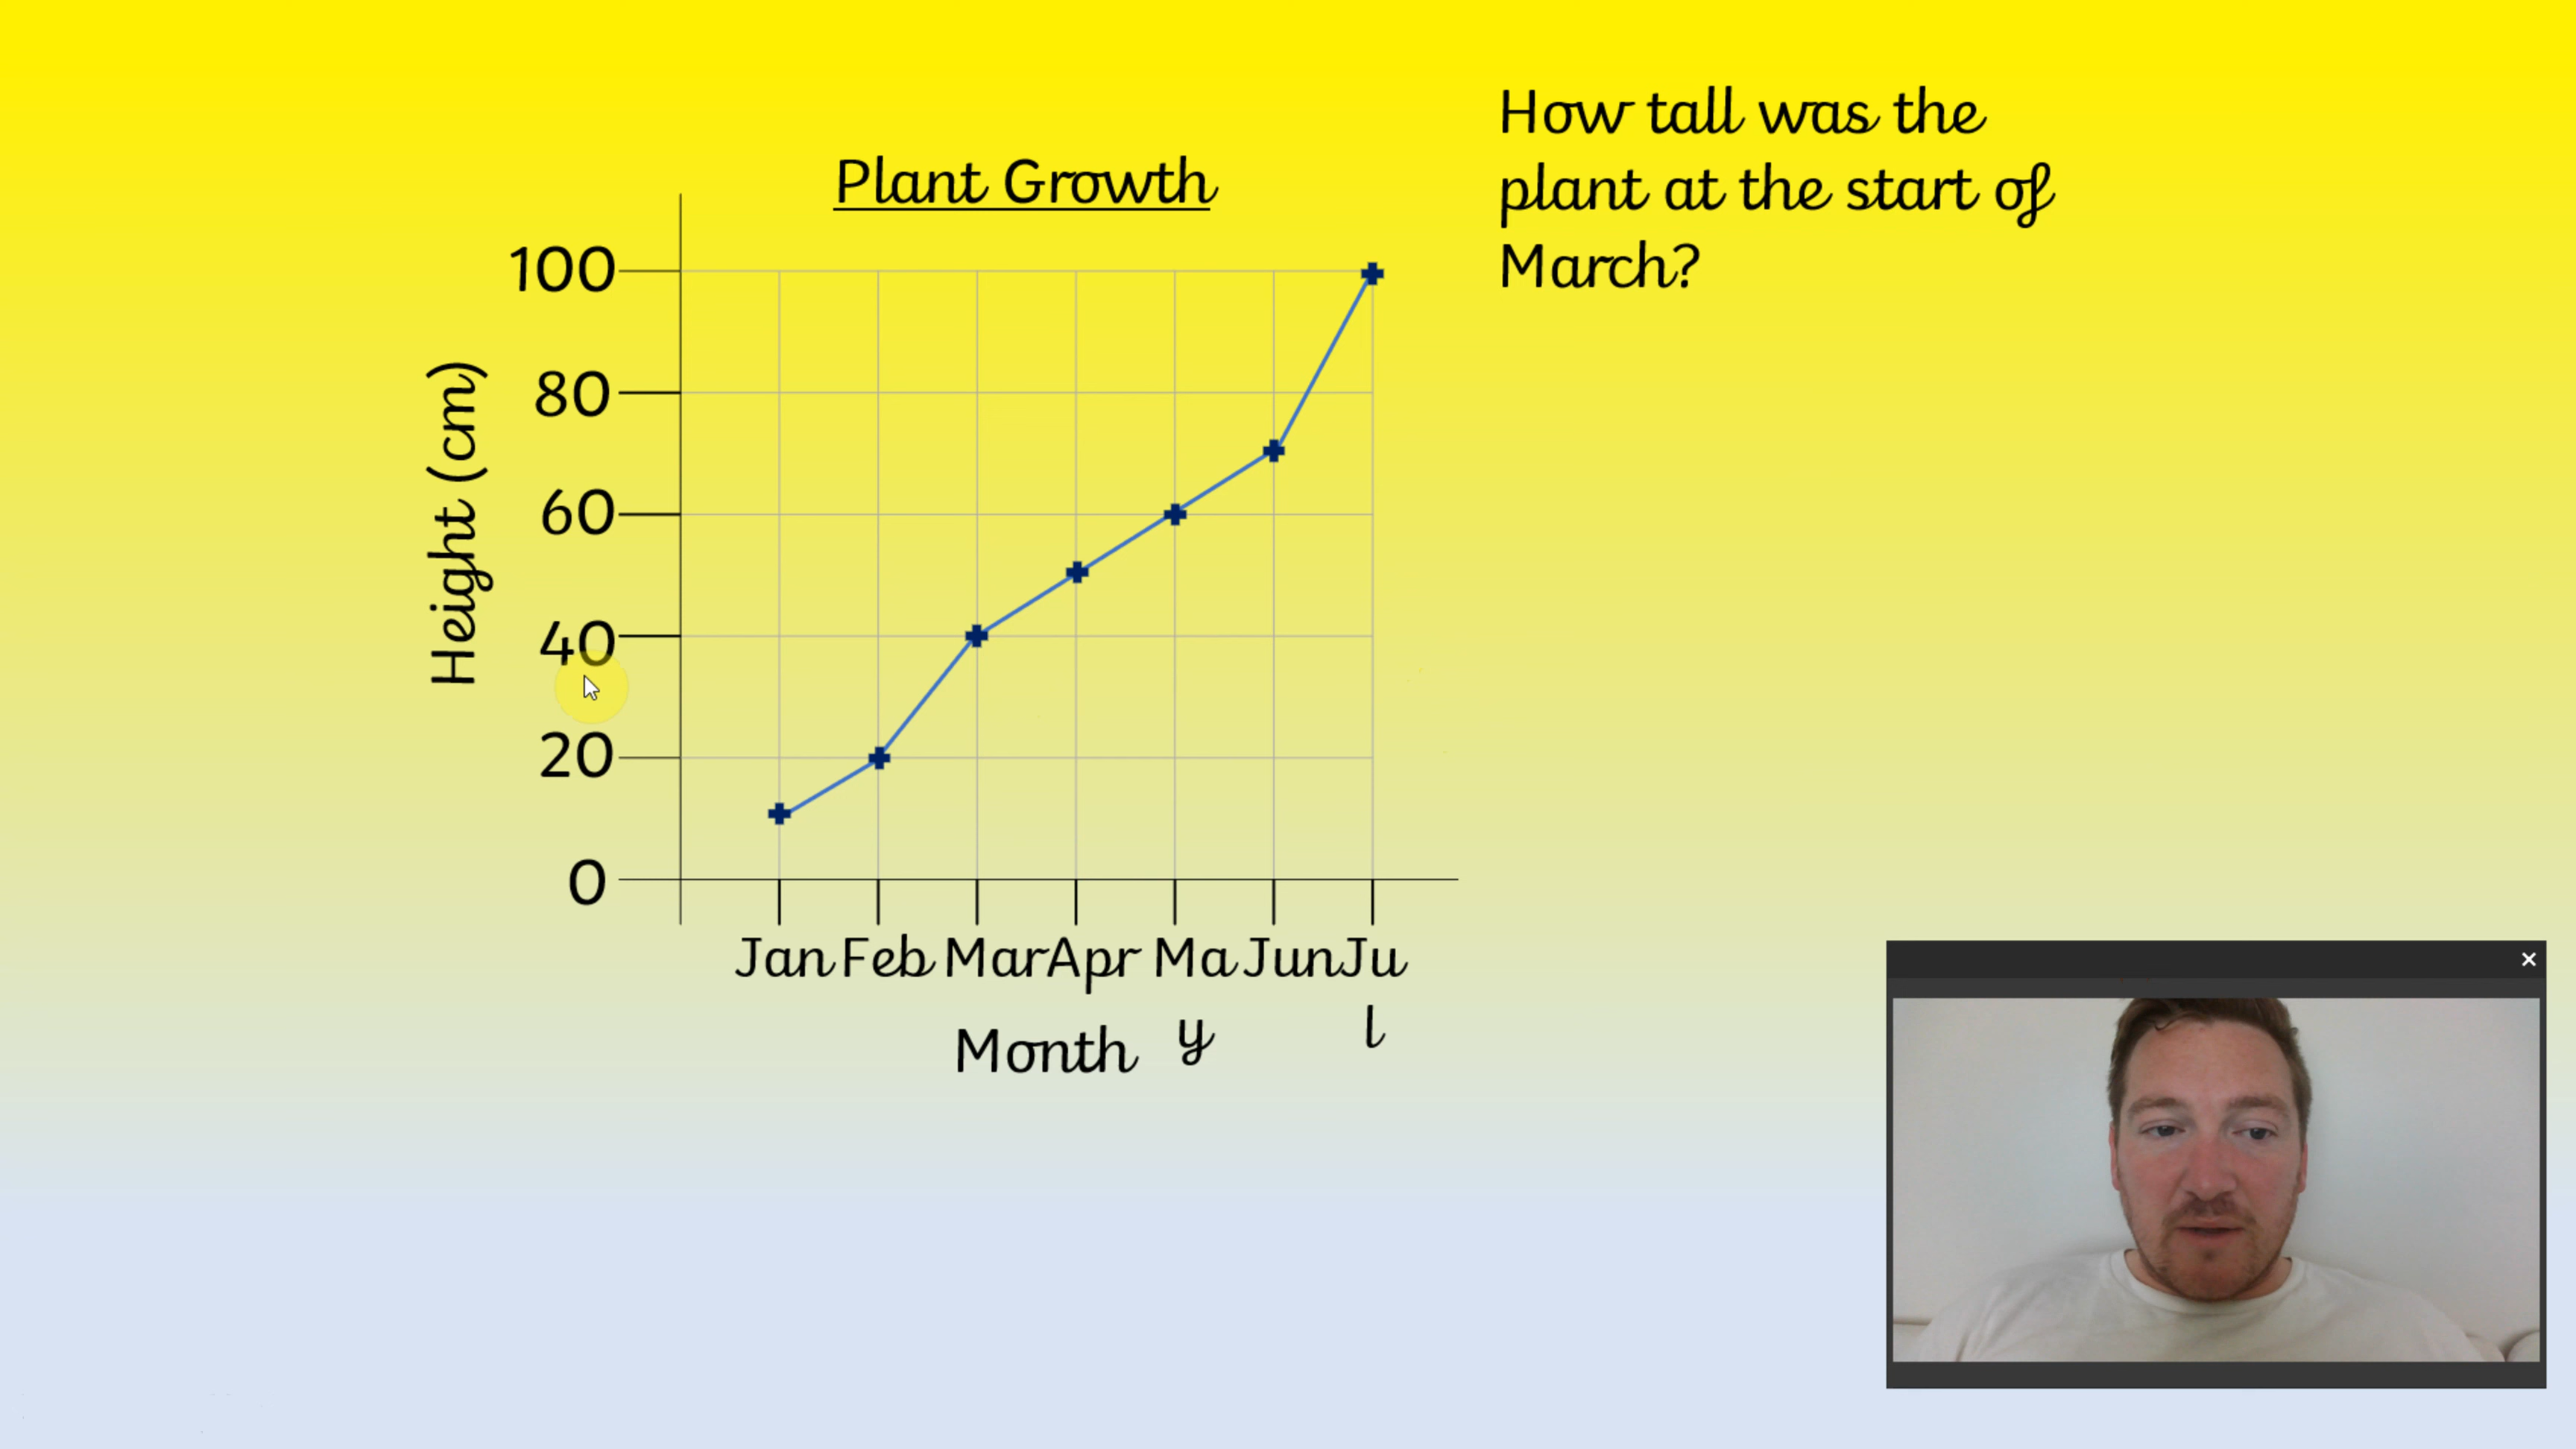 How tall was the
plant at the start of
March?
Plant Growth
Height (cm)
100
80
60
40
20
0
Jan Feb Mar Apr Ma Jun Ju
y l
Month